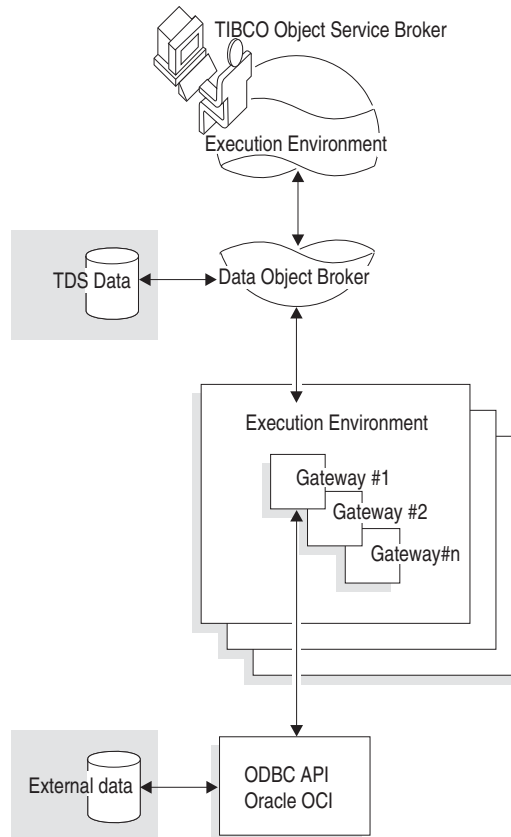 TIBCO Object Service Broker
Execution Environment
TDS Data
Data Object Broker
Execution Environment
Gateway #1
Gateway #2
Gateway#n
External data
ODBC API
Oracle OCI